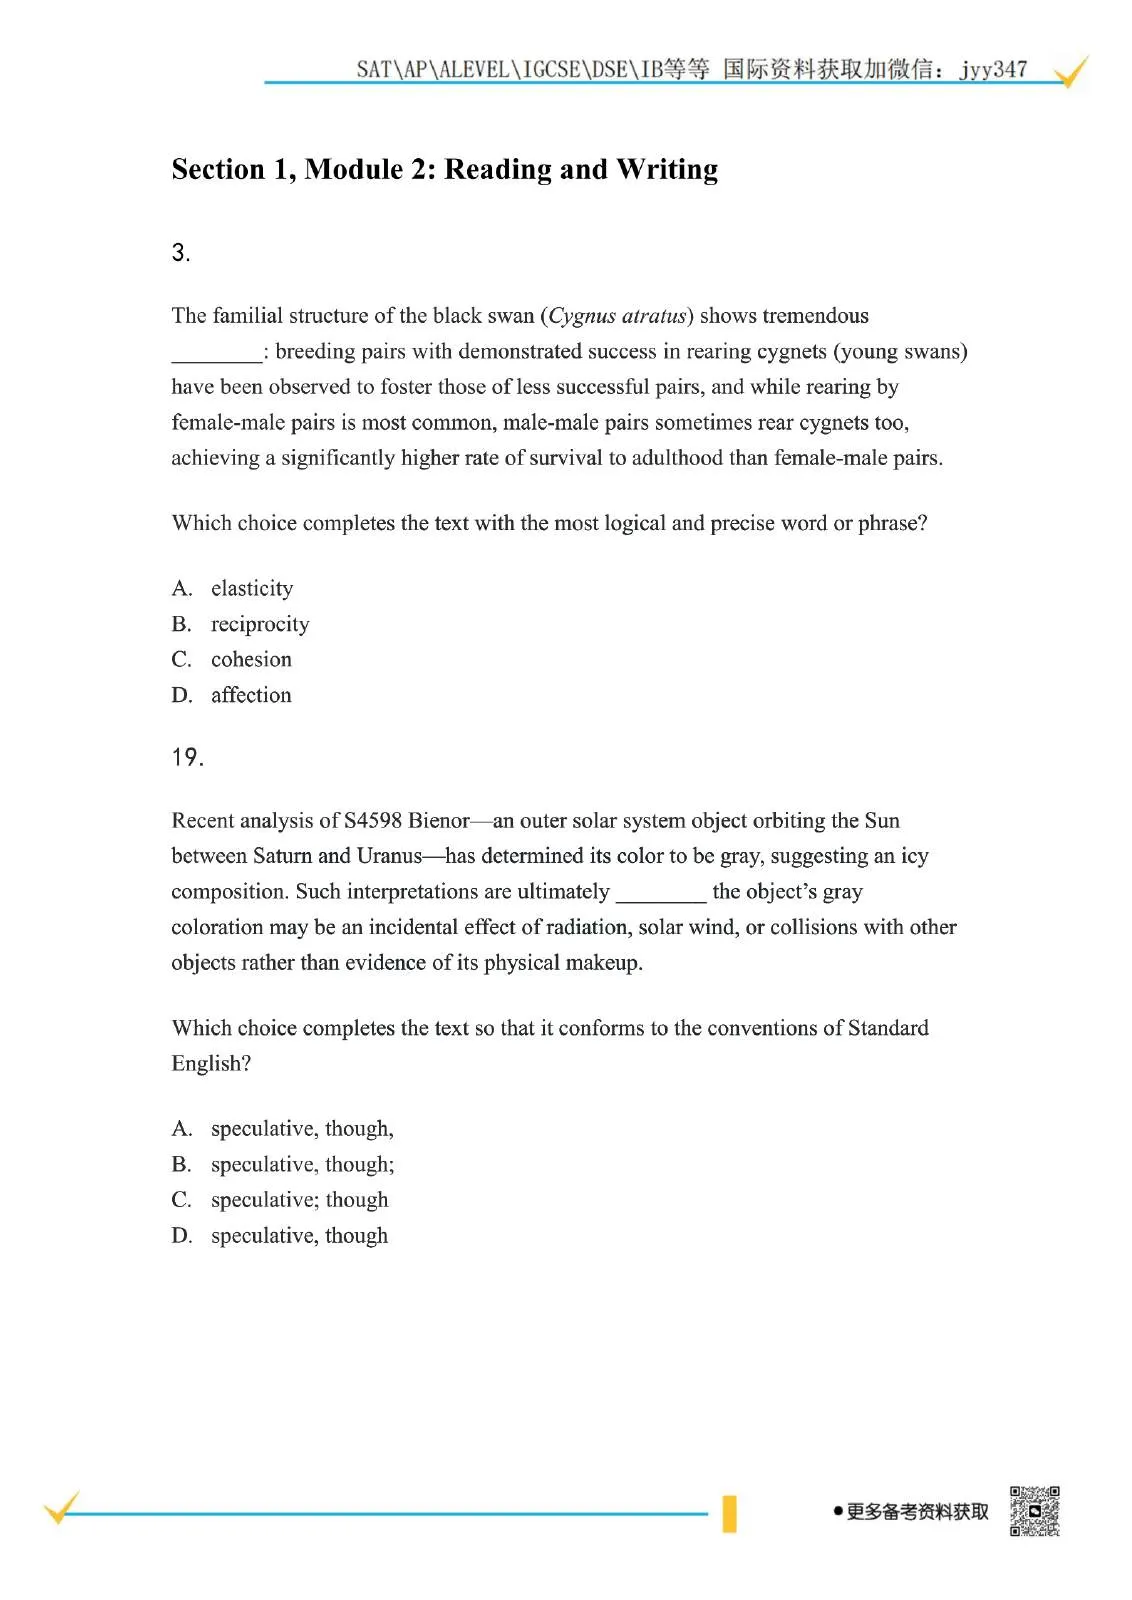 SAT\AP\ALEVEL\IGCSE\DSE\IB等等 国际资料获取加微信：jyy347
Section 1, Module 2: Reading and Writing
3.
The familial structure of the black swan (Cygnus atratus) shows tremendous
________: breeding pairs with demonstrated success in rearing cygnets (young swans)
have been observed to foster those of less successful pairs, and while rearing by
female-male pairs is most common, male-male pairs sometimes rear cygnets too,
achieving a significantly higher rate of survival to adulthood than female-male pairs.
Which choice completes the text with the most logical and precise word or phrase?
A. elasticity
B. reciprocity
C. cohesion
D. affection
19.
Recent analysis of S4598 Bienor—an outer solar system object orbiting the Sun
between Saturn and Uranus—has determined its color to be gray, suggesting an icy
composition. Such interpretations are ultimately ________ the object’s gray
coloration may be an incidental effect of radiation, solar wind, or collisions with other
objects rather than evidence of its physical makeup.
Which choice completes the text so that it conforms to the conventions of Standard
English?
A. speculative, though,
B. speculative, though;
C. speculative; though
D. speculative, though
●更多备考资料获取